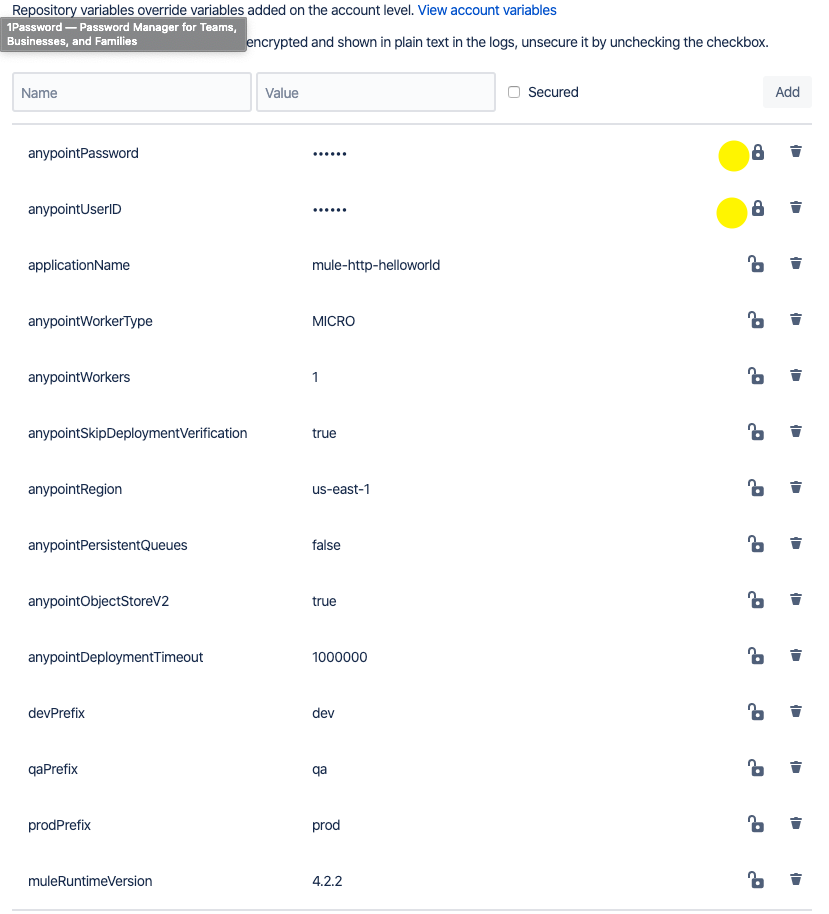 Repository variables override variables added on the account level. View account variables
1Password — Password Manager for Teams,
Businesses, and Families
encrypted and shown in plain text in the logs, unsecure it by unchecking the checkbox.
Name Value Secured Add
anypointPassword ••••••
anypointUserID ••••••
applicationName mule-http-helloworld
anypointWorkerType MICRO
anypointWorkers 1
anypointSkipDeploymentVerification true
anypointRegion us-east-1
anypointPersistentQueues false
anypointObjectStoreV2 true
anypointDeploymentTimeout 1000000
devPrefix dev
qaPrefix qa
prodPrefix prod
muleRuntimeVersion 4.2.2